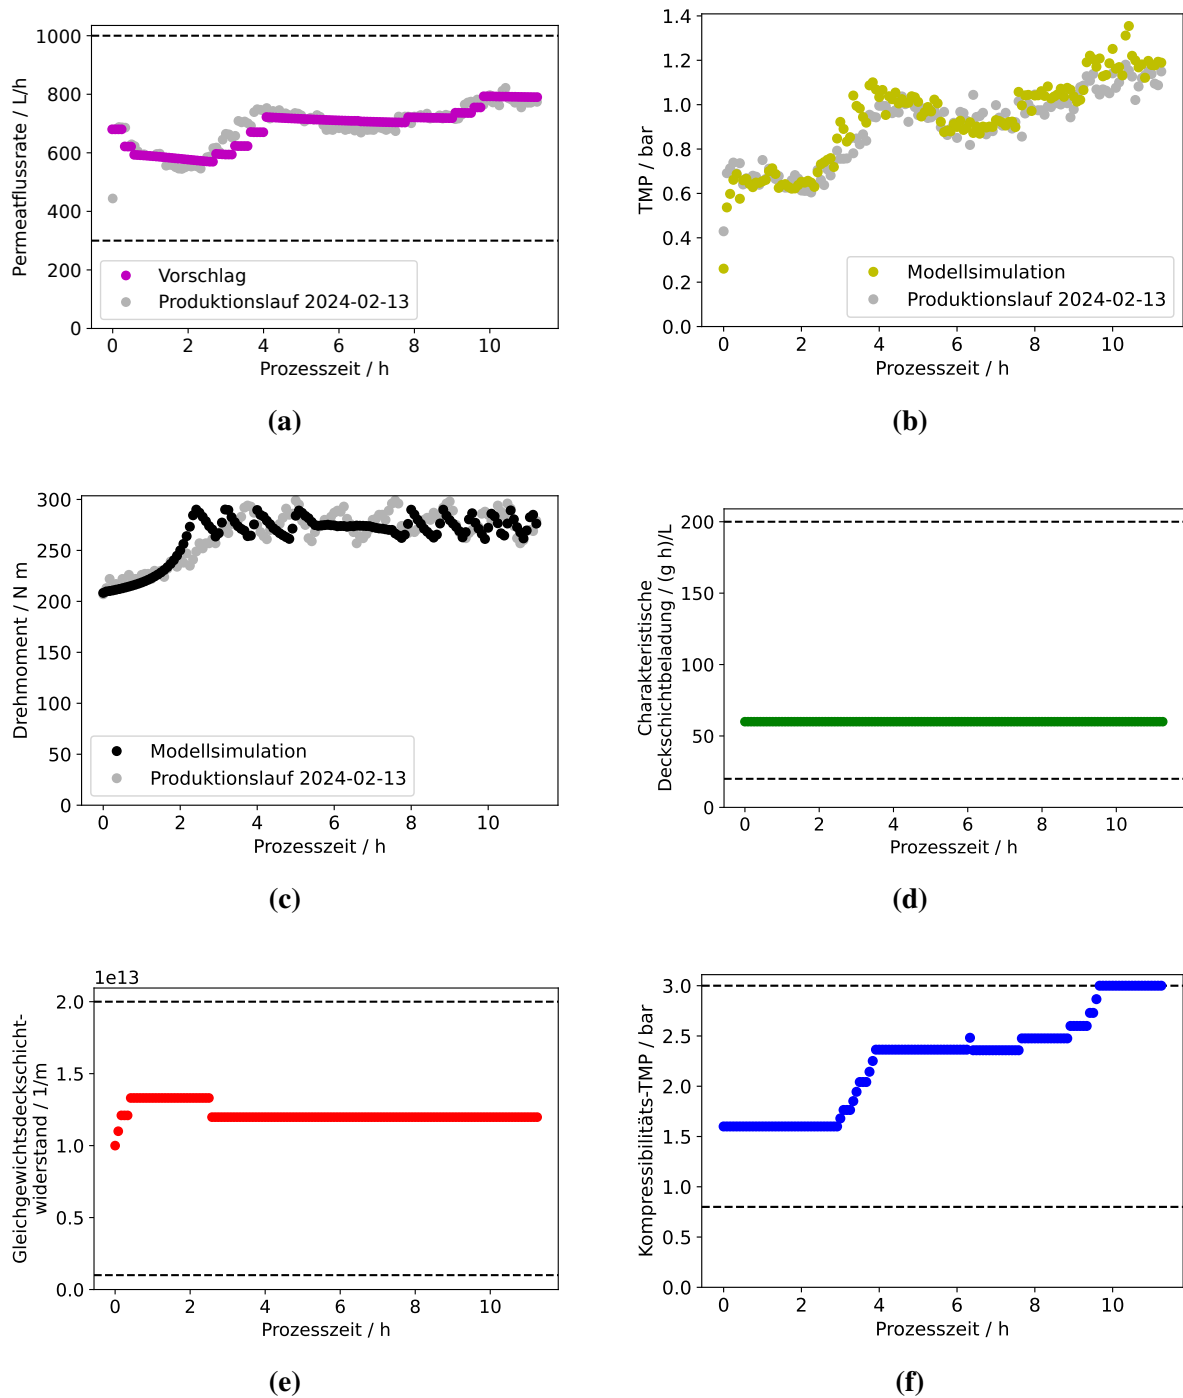 1000
800
600
400
200
0
Permeatflussrate / L/h
Vorschlag
Produktionslauf 2024-02-13
0 2 4 6 8 10
Prozesszeit / h
(a)
1.4
1.2
1.0
0.8
0.6
0.4
0.2
0.0
TMP / bar
Modellsimulation
Produktionslauf 2024-02-13
0 2 4 6 8 10
Prozesszeit / h
(b)
300
250
200
150
100
50
0
Drehmoment / N m
Modellsimulation
Produktionslauf 2024-02-13
0 2 4 6 8 10
Prozesszeit / h
(c)
200
150
100
50
0
Charakteristische
Deckschichtbeladung / (g h)/L
0 2 4 6 8 10
Prozesszeit / h
(d)
1e13
2.0
1.5
1.0
0.5
0.0
Gleichgewichtsdeckschicht-
widerstand / 1/m
0 2 4 6 8 10
Prozesszeit / h
(e)
3.0
2.5
2.0
1.5
1.0
0.5
0.0
Kompressibilitäts-TMP / bar
0 2 4 6 8 10
Prozesszeit / h
(f)